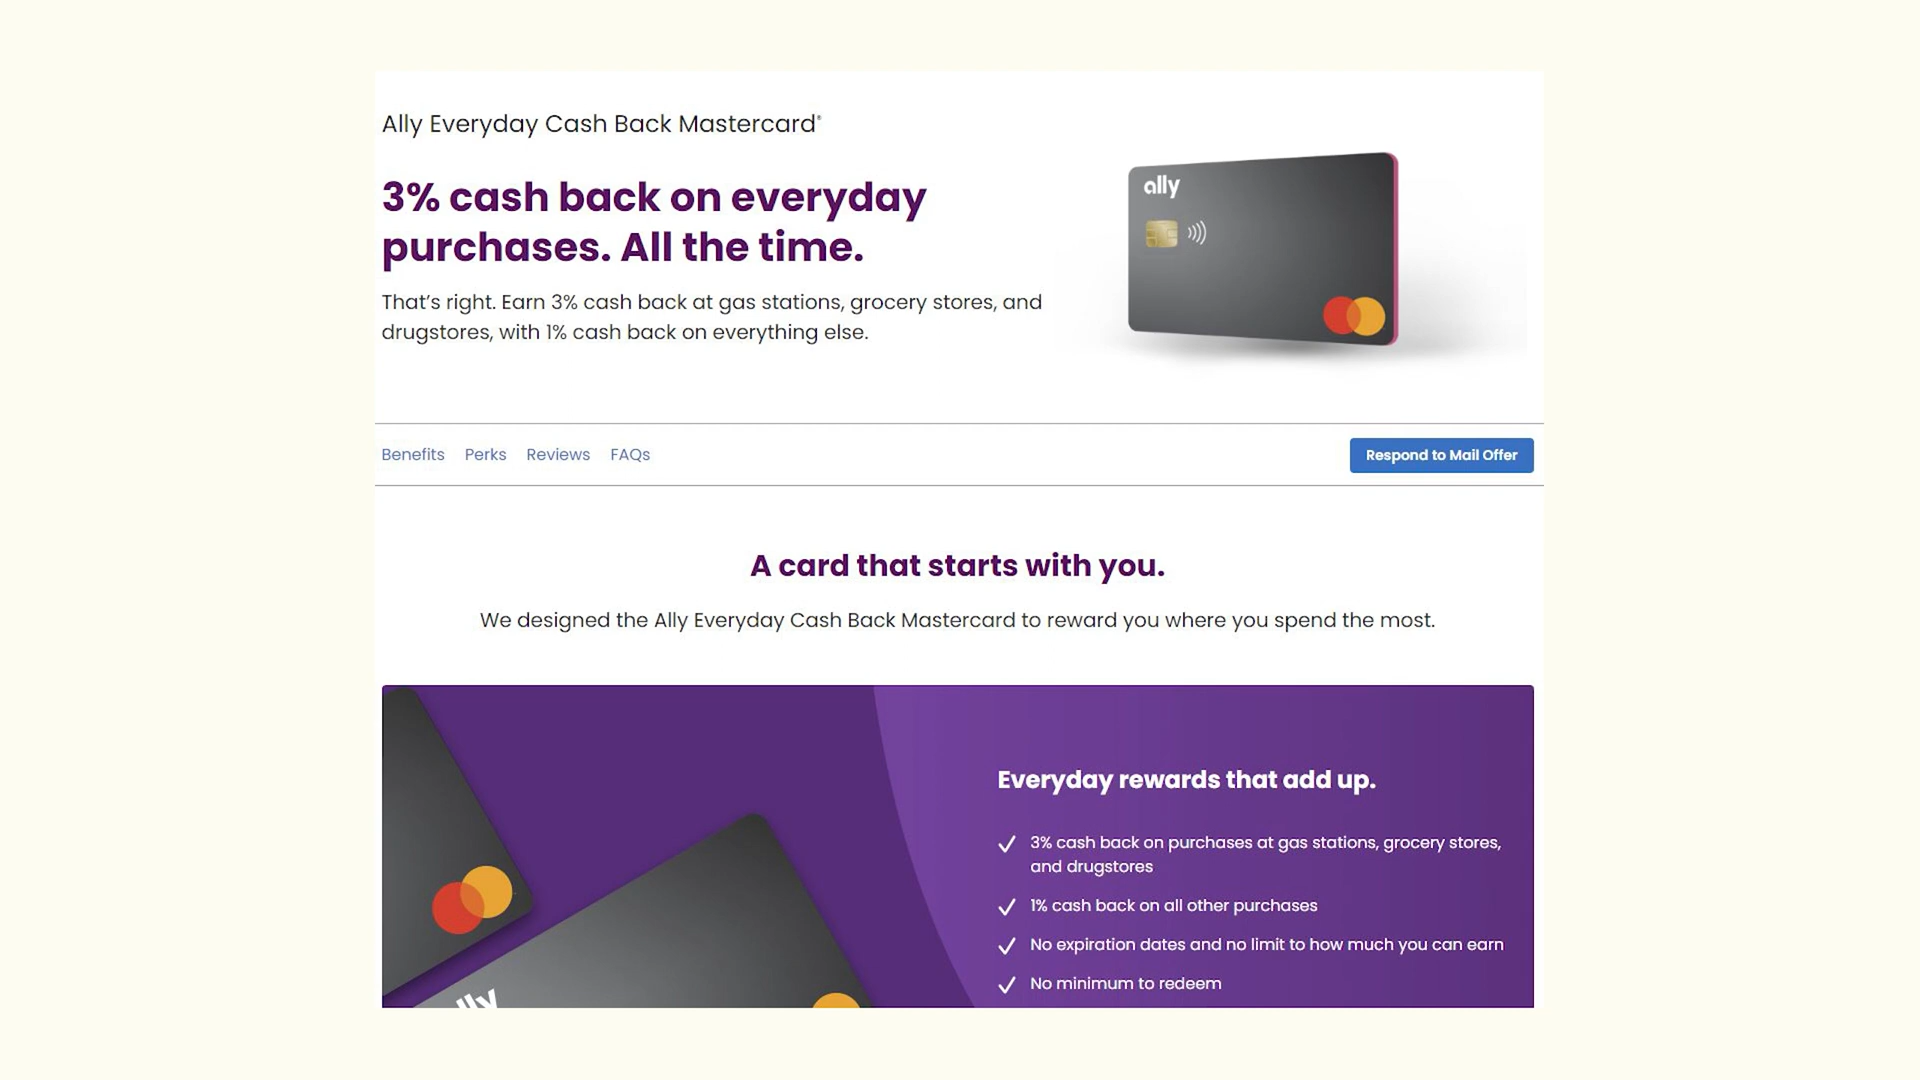 Ally Everyday Cash Back Mastercard®
3% cash back on everyday
purchases. All the time.
That’s right. Earn 3% cash back at gas stations, grocery stores, and
drugstores, with 1% cash back on everything else.
ally
Benefits Perks Reviews FAQs
Respond to Mail Offer
A card that starts with you.
We designed the Ally Everyday Cash Back Mastercard to reward you where you spend the most.
Everyday rewards that add up.
3% cash back on purchases at gas stations, grocery stores,
and drugstores
1% cash back on all other purchases
No expiration dates and no limit to how much you can earn
No minimum to redeem